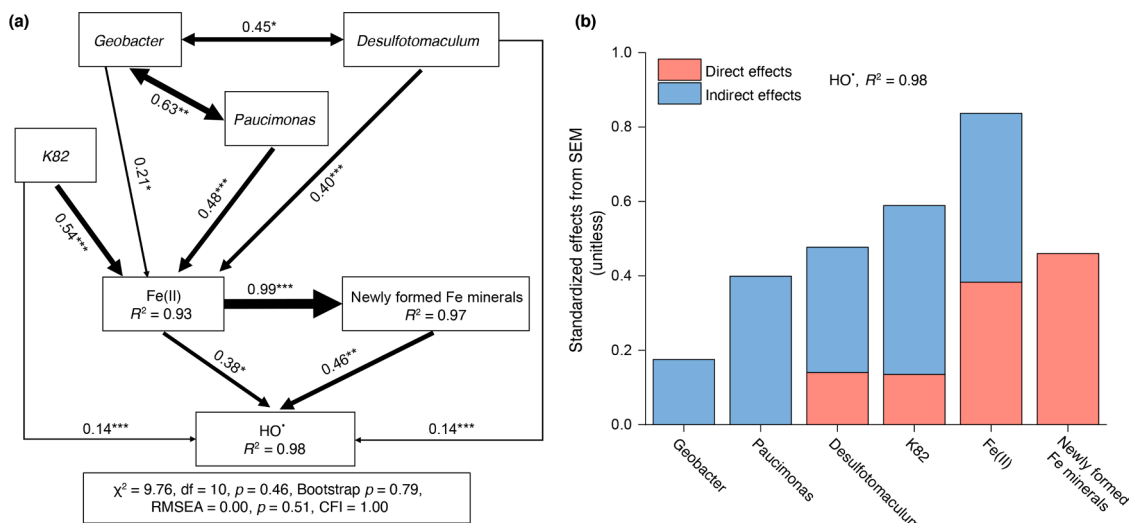 (a)
Geobacter
0.45*
Desulfotomaculum
0.63**
Paucimonas
K82
0.21*
0.48***
0.40***
0.54***
Fe(II)
R² = 0.93
0.99***
Newly formed Fe minerals
R² = 0.97
0.38*
0.46**
0.14***
HO•
R² = 0.98
0.14***
χ² = 9.76, df = 10, p = 0.46, Bootstrap p = 0.79,
RMSEA = 0.00, p = 0.51, CFI = 1.00
(b)
Standardized effects from SEM
(unitless)
1.0
0.8
0.6
0.4
0.2
0.0
Direct effects
Indirect effects
HO•, R² = 0.98
Geobacter
Paucimonas
Desulfotomaculum
K82
Fe(II)
Newly formed
Fe minerals